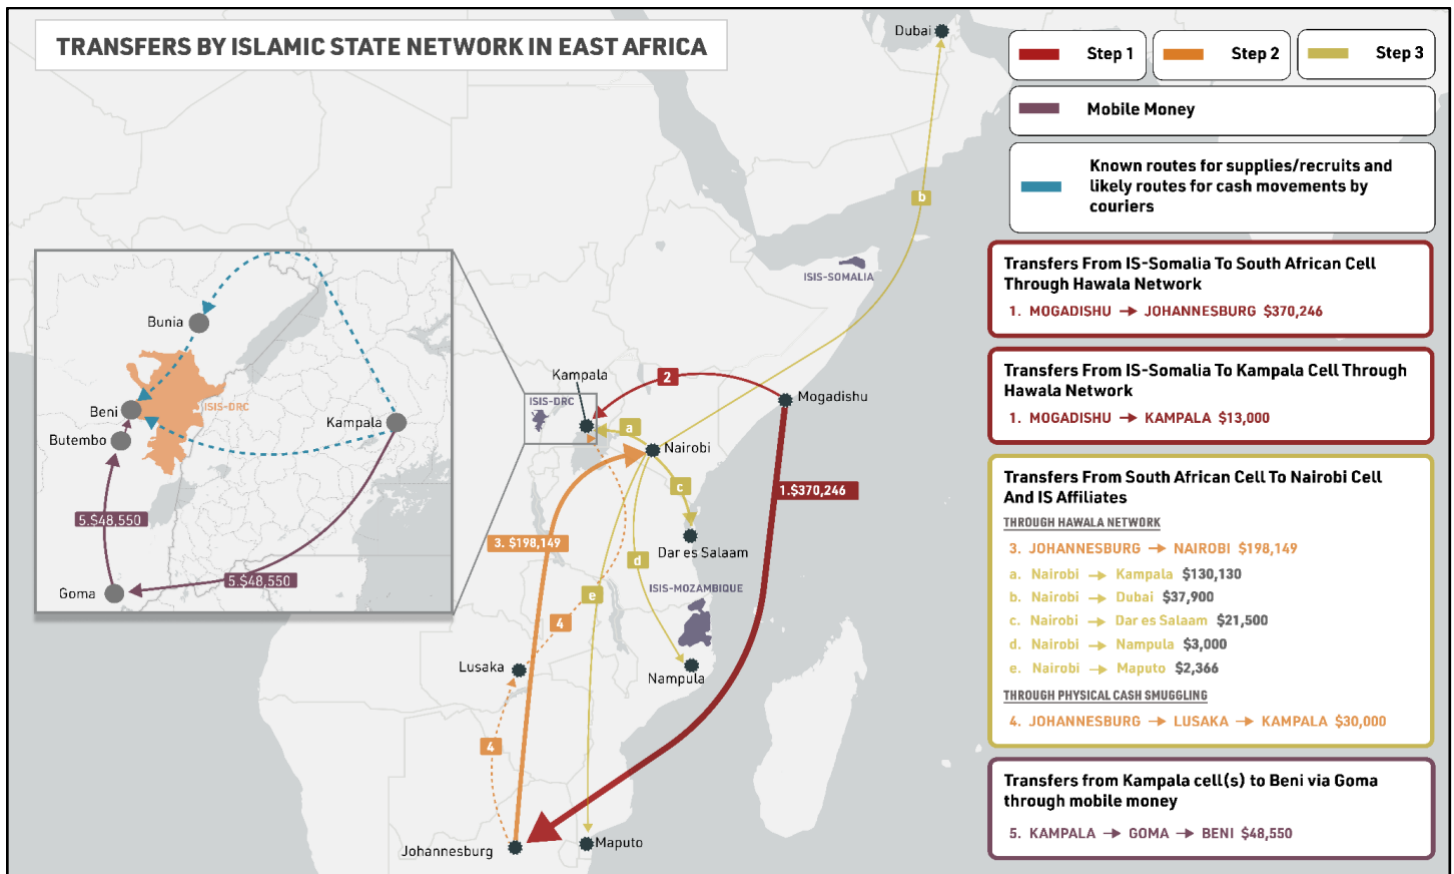 TRANSFERS BY ISLAMIC STATE NETWORK IN EAST AFRICA
Dubai
Step 1
Step 2
Step 3
Mobile Money
Known routes for supplies/recruits and
likely routes for cash movements by
couriers
b
ISIS-SOMALIA
Transfers From IS-Somalia To South African Cell
Through Hawala Network
1. MOGADISHU → JOHANNESBURG $370,246
Transfers From IS-Somalia To Kampala Cell Through
Hawala Network
1. MOGADISHU → KAMPALA $13,000
Transfers From South African Cell To Nairobi Cell
And IS Affiliates
THROUGH HAWALA NETWORK
3. JOHANNESBURG → NAIROBI $198,149
a. Nairobi → Kampala $130,130
b. Nairobi → Dubai $37,900
c. Nairobi → Dar es Salaam $21,500
d. Nairobi → Nampula $3,000
e. Nairobi → Maputo $2,366
THROUGH PHYSICAL CASH SMUGGLING
4. JOHANNESBURG → LUSAKA → KAMPALA $30,000
Transfers from Kampala cell(s) to Beni via Goma
through mobile money
5. KAMPALA → GOMA → BENI $48,550
Bunia
Beni
ISIS-DRC
Butembo
Kampala
5.$48,550
5.$48,550
Goma
Kampala
2
Mogadishu
ISIS-DRC
a
Nairobi
c
1.$370,246
3. $198,149
Dar es Salaam
d
ISIS-MOZAMBIQUE
e
4
Lusaka
Nampula
4
Johannesburg
Maputo